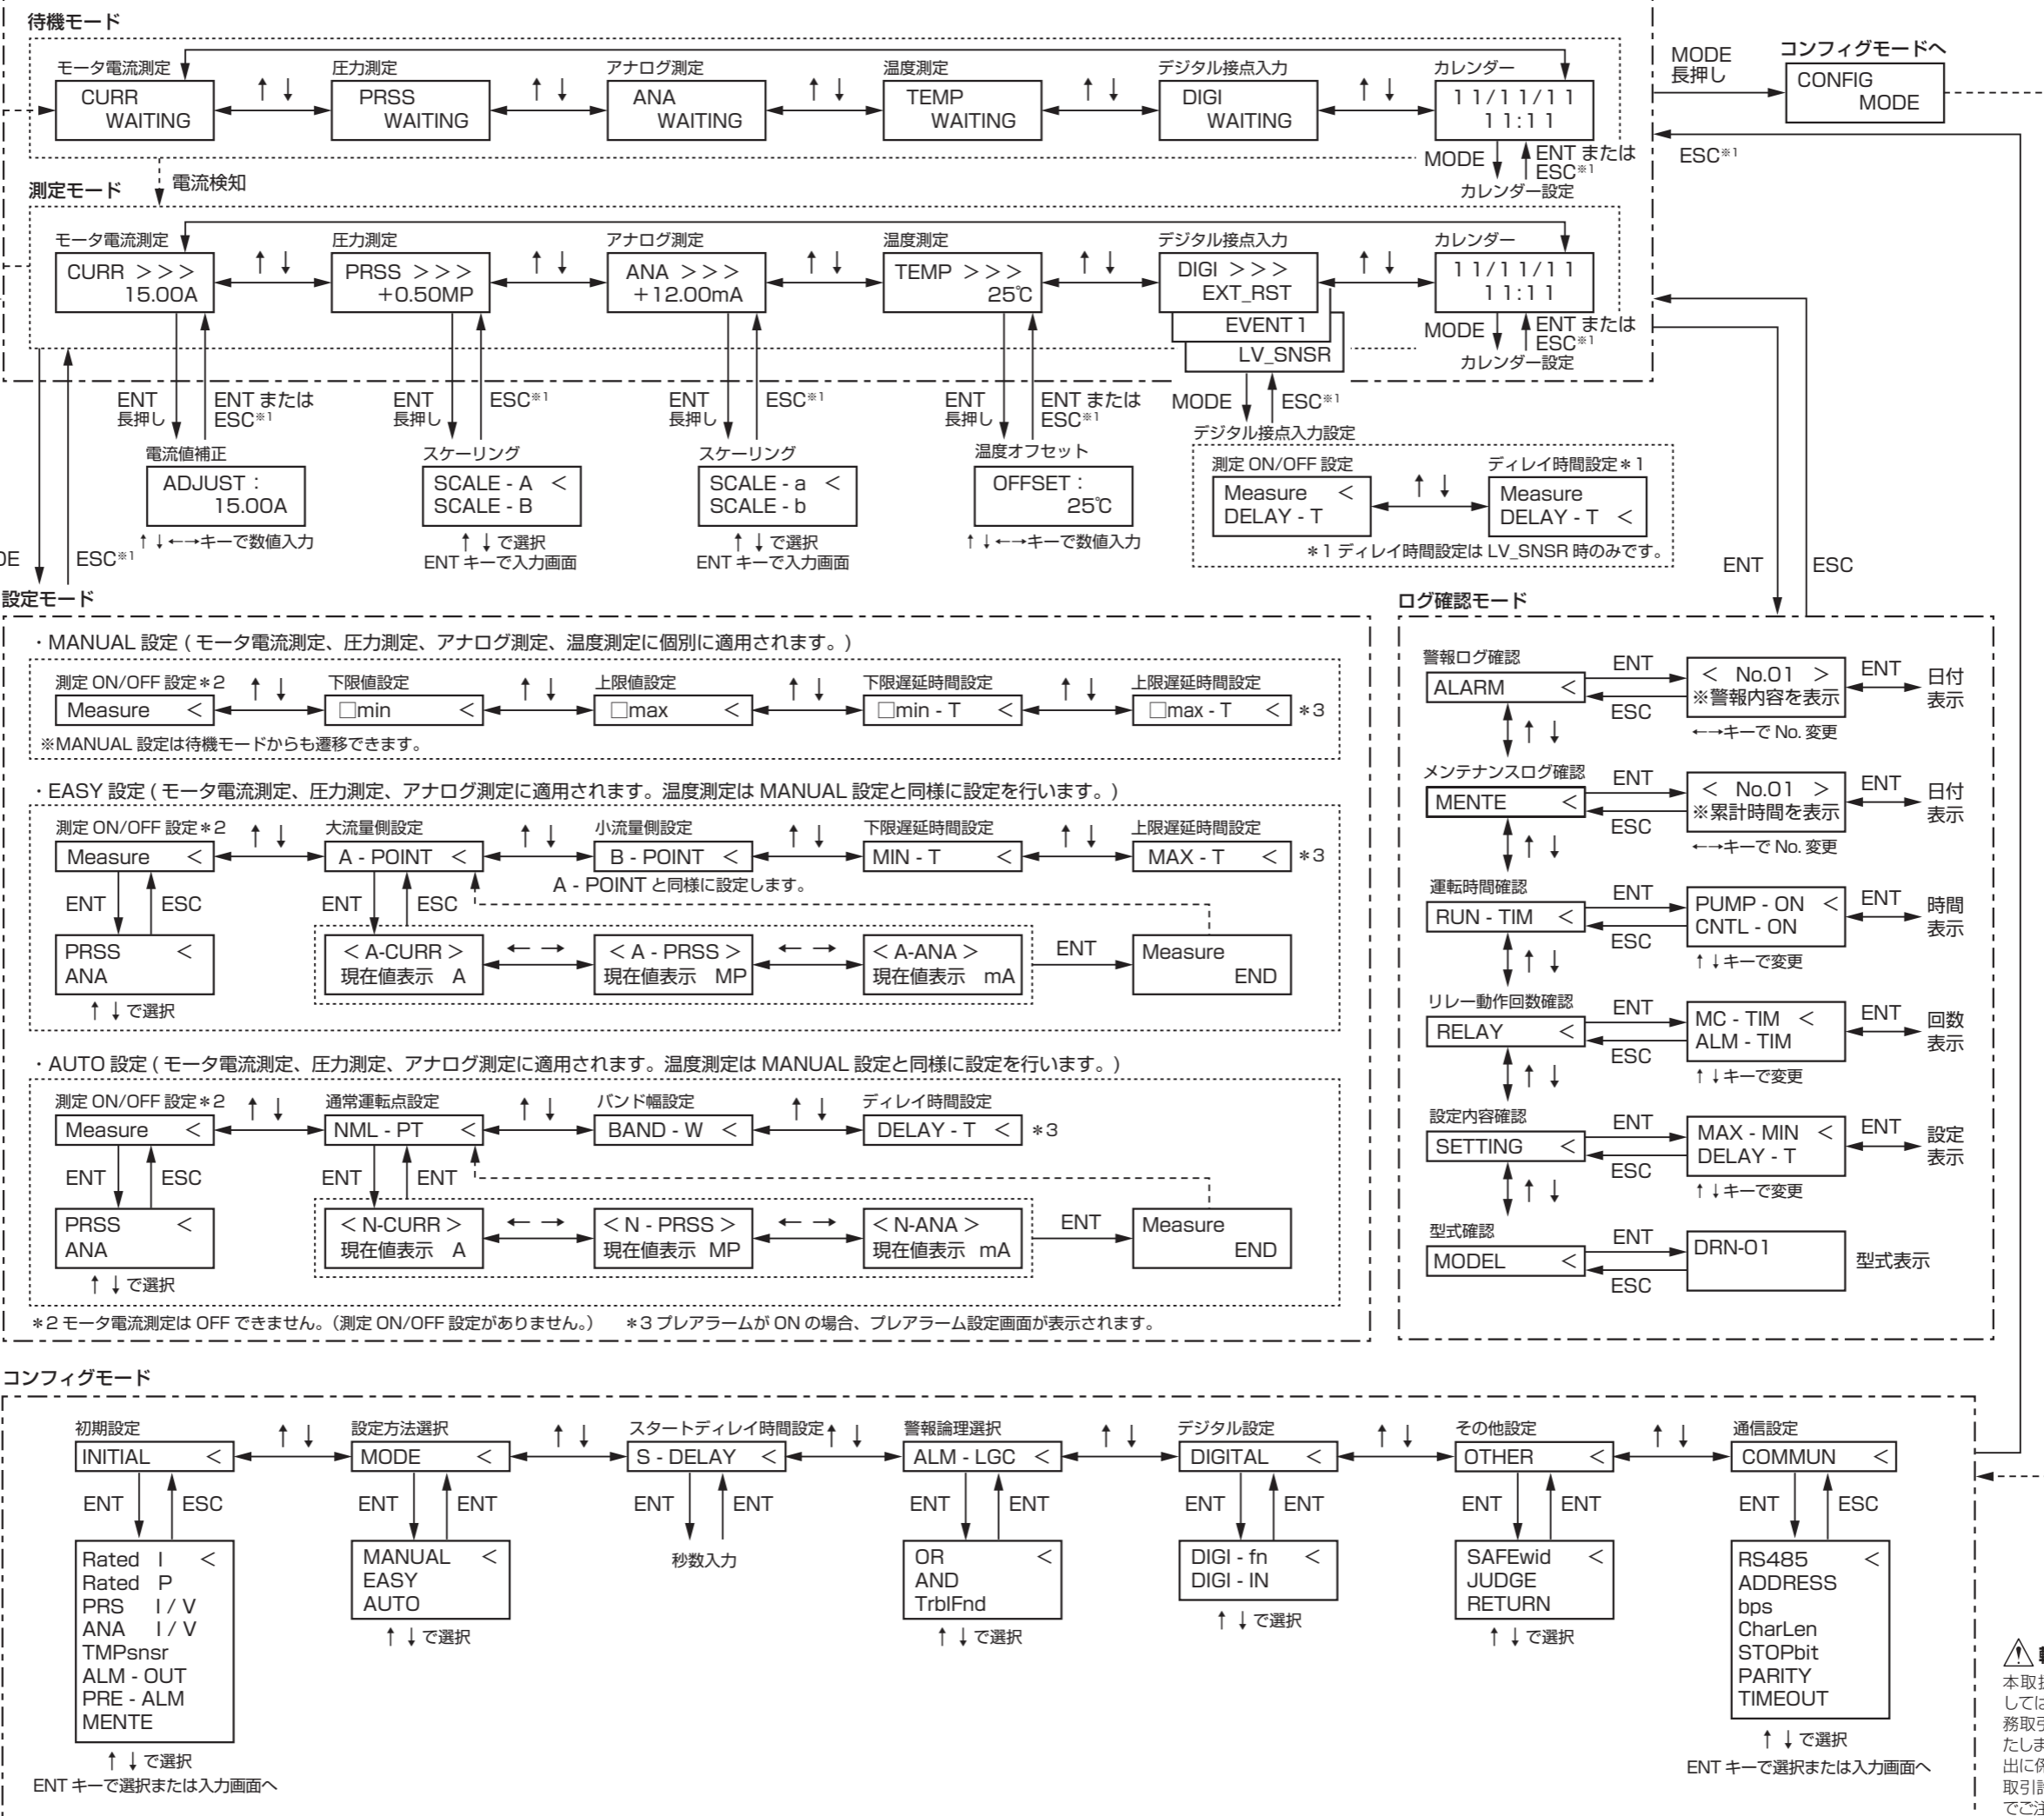 待機モード
モータ電流測定 圧力測定 アナログ測定 温度測定 デジタル接点入力 カレンダー
CURR
WAITING
↑ ↓
PRSS
WAITING
↑ ↓
ANA
WAITING
↑ ↓
TEMP
WAITING
↑ ↓
DIGI
WAITING
↑ ↓
11/11/11
11:11
MODE
長押し
コンフィグモードへ
CONFIG
MODE
ESC※1
MODE
ENT または
ESC※1
カレンダー設定
電流検知
測定モード
モータ電流測定 圧力測定 アナログ測定 温度測定 デジタル接点入力 カレンダー
CURR >>>
15.00A
↑ ↓
PRSS >>>
+0.50MP
↑ ↓
ANA >>>
+12.00mA
↑ ↓
TEMP >>>
25℃
↑ ↓
DIGI >>>
EXT_RST
EVENT1
LV_SNSR
↑ ↓
11/11/11
11:11
MODE
ENT または
ESC※1
カレンダー設定
ENT
長押し
ENT または
ESC※1
電流値補正
ADJUST :
15.00A
↑↓←→キーで数値入力
ENT
長押し
ESC※1
スケーリング
SCALE - A <
SCALE - B
↑ ↓で選択
ENT キーで入力画面
ENT
長押し
ESC※1
スケーリング
SCALE - a <
SCALE - b
↑ ↓で選択
ENT キーで入力画面
ENT
長押し
ENT または
ESC※1
温度オフセット
OFFSET :
25℃
↑↓←→キーで数値入力
MODE
ESC※1
デジタル接点入力設定
測定 ON/OFF 設定
Measure <
DELAY - T
↑ ↓
ディレイ時間設定*1
Measure
DELAY - T <
*1 ディレイ時間設定は LV_SNSR 時のみです。
ESC※1
ENT
ESC
設定モード
・MANUAL 設定 ( モータ電流測定、圧力測定、アナログ測定、温度測定に個別に適用されます。)
測定 ON/OFF 設定*2 下限値設定 上限値設定 下限遅延時間設定 上限遅延時間設定
Measure < ↑ ↓ □min < ↑ ↓ □max < ↑ ↓ □min - T < ↑ ↓ □max - T < *3
※MANUAL 設定は待機モードからも遷移できます。
・EASY 設定 ( モータ電流測定、圧力測定、アナログ測定に適用されます。温度測定は MANUAL 設定と同様に設定を行います。)
測定 ON/OFF 設定*2 大流量側設定 小流量側設定 下限遅延時間設定 上限遅延時間設定
Measure < ↑ ↓ A - POINT < ↑ ↓ B - POINT < ↑ ↓ MIN - T < ↑ ↓ MAX - T < *3
A - POINT と同様に設定します。
ENT ESC ENT ESC
PRSS <
ANA
↑ ↓で選択
< A-CURR >
現在値表示 A
← →
< A - PRSS >
現在値表示 MP
← →
< A-ANA >
現在値表示 mA
ENT
Measure
END
・AUTO 設定 ( モータ電流測定、圧力測定、アナログ測定に適用されます。温度測定は MANUAL 設定と同様に設定を行います。)
測定 ON/OFF 設定*2 通常運転点設定 バンド幅設定 ディレイ時間設定
Measure < ↑ ↓ NML - PT < ↑ ↓ BAND - W < ↑ ↓ DELAY - T < *3
ENT ESC ENT ENT
PRSS <
ANA
↑ ↓で選択
< N-CURR >
現在値表示 A
← →
< N - PRSS >
現在値表示 MP
← →
< N-ANA >
現在値表示 mA
ENT
Measure
END
*2 モータ電流測定は OFF できません。(測定 ON/OFF 設定がありません。) *3 プレアラームが ON の場合、プレアラーム設定画面が表示されます。
ログ確認モード
警報ログ確認
ALARM <
ENT
ESC
< No.01 >
※警報内容を表示
←→キーで No. 変更
ENT
日付
表示
↑ ↓
メンテナンスログ確認
MENTE <
ENT
ESC
< No.01 >
※累計時間を表示
←→キーで No. 変更
ENT
日付
表示
↑ ↓
運転時間確認
RUN - TIM <
ENT
ESC
PUMP - ON <
CNTL - ON
↑↓キーで変更
ENT
時間
表示
↑ ↓
リレー動作回数確認
RELAY <
ENT
ESC
MC - TIM <
ALM - TIM
↑↓キーで変更
ENT
回数
表示
↑ ↓
設定内容確認
SETTING <
ENT
ESC
MAX - MIN <
DELAY - T
↑↓キーで変更
ENT
設定
表示
↑ ↓
型式確認
MODEL <
ENT
ESC
DRN-01
型式表示
コンフィグモード
初期設定 設定方法選択 スタートディレイ時間設定 警報論理選択 デジタル設定 その他設定 通信設定
INITIAL < ↑ ↓ MODE < ↑ ↓ S - DELAY < ↑ ↓ ALM - LGC < ↑ ↓ DIGITAL < ↑ ↓ OTHER < ↑ ↓ COMMUN <
ENT ESC ENT ENT ENT ENT ENT ENT ENT ENT ENT ENT ENT ESC
Rated I <
Rated P
PRS I / V
ANA I / V
TMPsnsr
ALM - OUT
PRE - ALM
MENTE
↑ ↓で選択
ENT キーで選択または入力画面へ
MANUAL <
EASY
AUTO
↑ ↓で選択
秒数入力
OR <
AND
TrblFnd
↑ ↓で選択
DIGI - fn <
DIGI - IN
↑ ↓で選択
SAFEwid <
JUDGE
RETURN
↑ ↓で選択
RS485 <
ADDRESS
bps
CharLen
STOPbit
PARITY
TIMEOUT
↑ ↓で選択
ENT キーで選択または入力画面へ